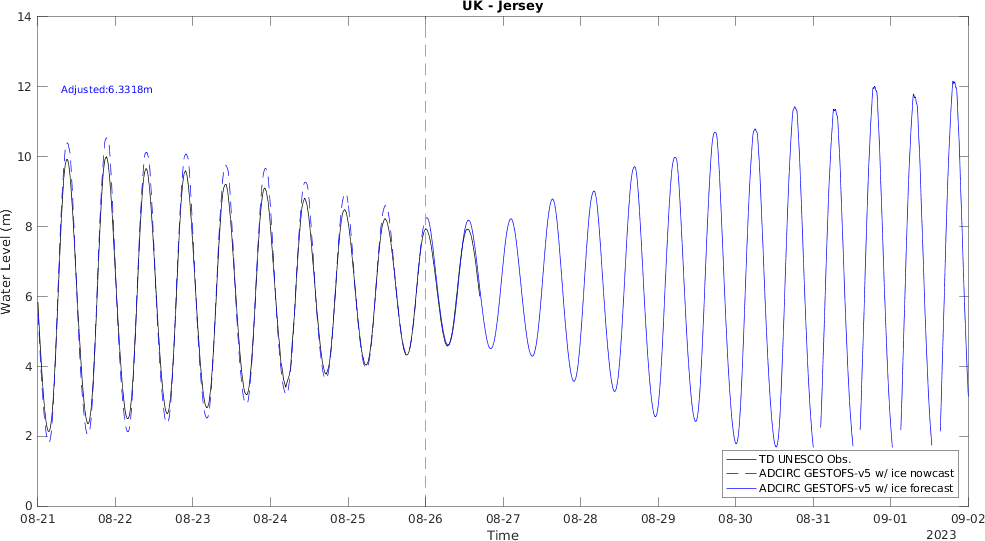 UK - Jersey
14
12
10
8
6
4
2
0
Water Level (m)
Adjusted:6.3318m
TD UNESCO Obs.
ADCIRC GESTOFS-v5 w/ ice nowcast
ADCIRC GESTOFS-v5 w/ ice forecast
08-21 08-22 08-23 08-24 08-25 08-26 08-27 08-28 08-29 08-30 08-31 09-01 09-02
Time
2023